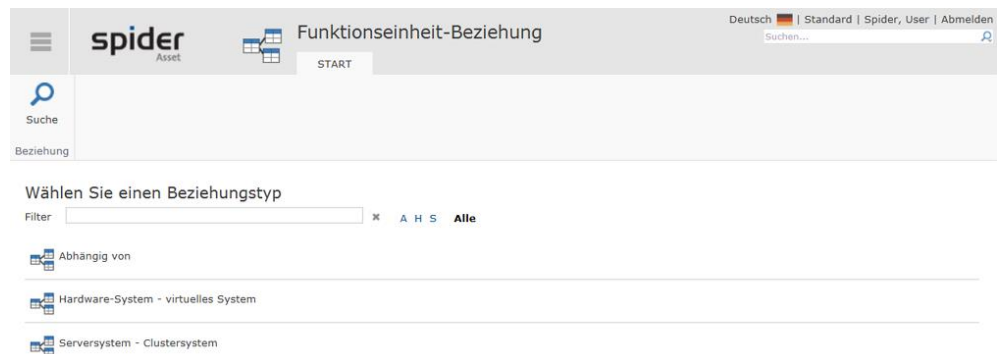 Deutsch | Standard | Spider, User | Abmelden
spider
Asset
Funktionseinheit-Beziehung
Suchen...
START
Suche
Beziehung
Wählen Sie einen Beziehungstyp
Filter A H S Alle
Abhängig von
Hardware-System - virtuelles System
Serversystem - Clustersystem